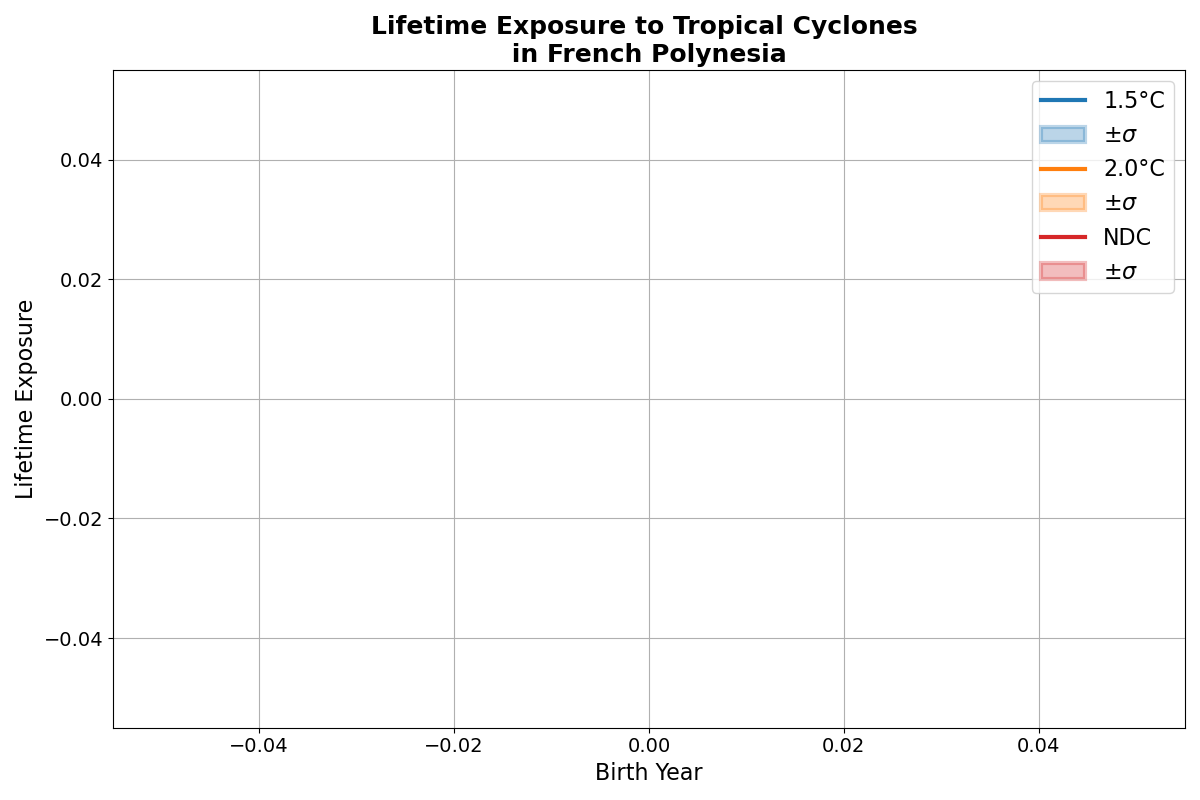 Lifetime Exposure to Tropical Cyclones
in French Polynesia
1.5°C
±σ
2.0°C
±σ
NDC
±σ
Lifetime Exposure
0.04
0.02
0.00
−0.02
−0.04
−0.04
−0.02
0.00
0.02
0.04
Birth Year